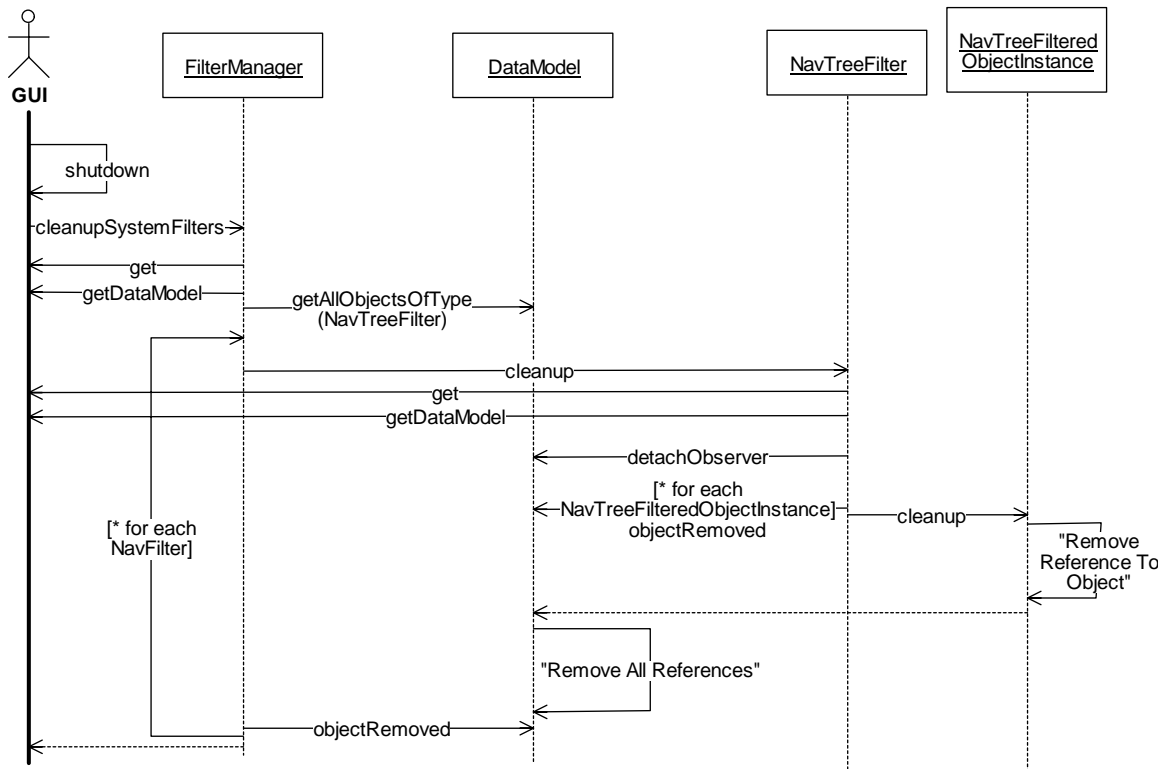 GUI
FilterManager
DataModel
NavTreeFilter
NavTreeFiltered
ObjectInstance
shutdown
cleanupSystemFilters
get
getDataModel
getAllObjectsOfType
(NavTreeFilter)
cleanup
get
getDataModel
detachObserver
[* for each
NavTreeFilteredObjectInstance]
objectRemoved
cleanup
[* for each
NavFilter]
"Remove
Reference To
Object"
"Remove All References"
objectRemoved